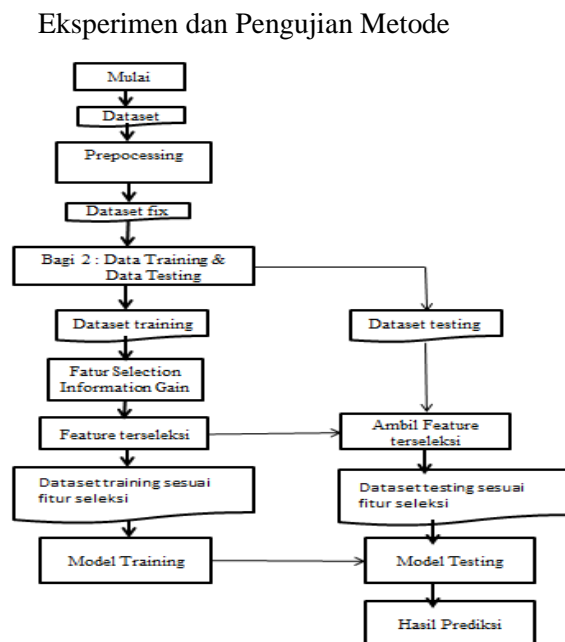 Eksperimen dan Pengujian Metode
Mulai
Dataset
Prepocessing
Dataset fix
Bagi 2 : Data Training &
Data Testing
Dataset training
Dataset testing
Fatur Selection
Information Gain
Feature terseleksi
Ambil Feature
terseleksi
Dataset training sesuai
fitur seleksi
Dataset testing sesuai
fitur seleksi
Model Training
Model Testing
Hasil Prediksi